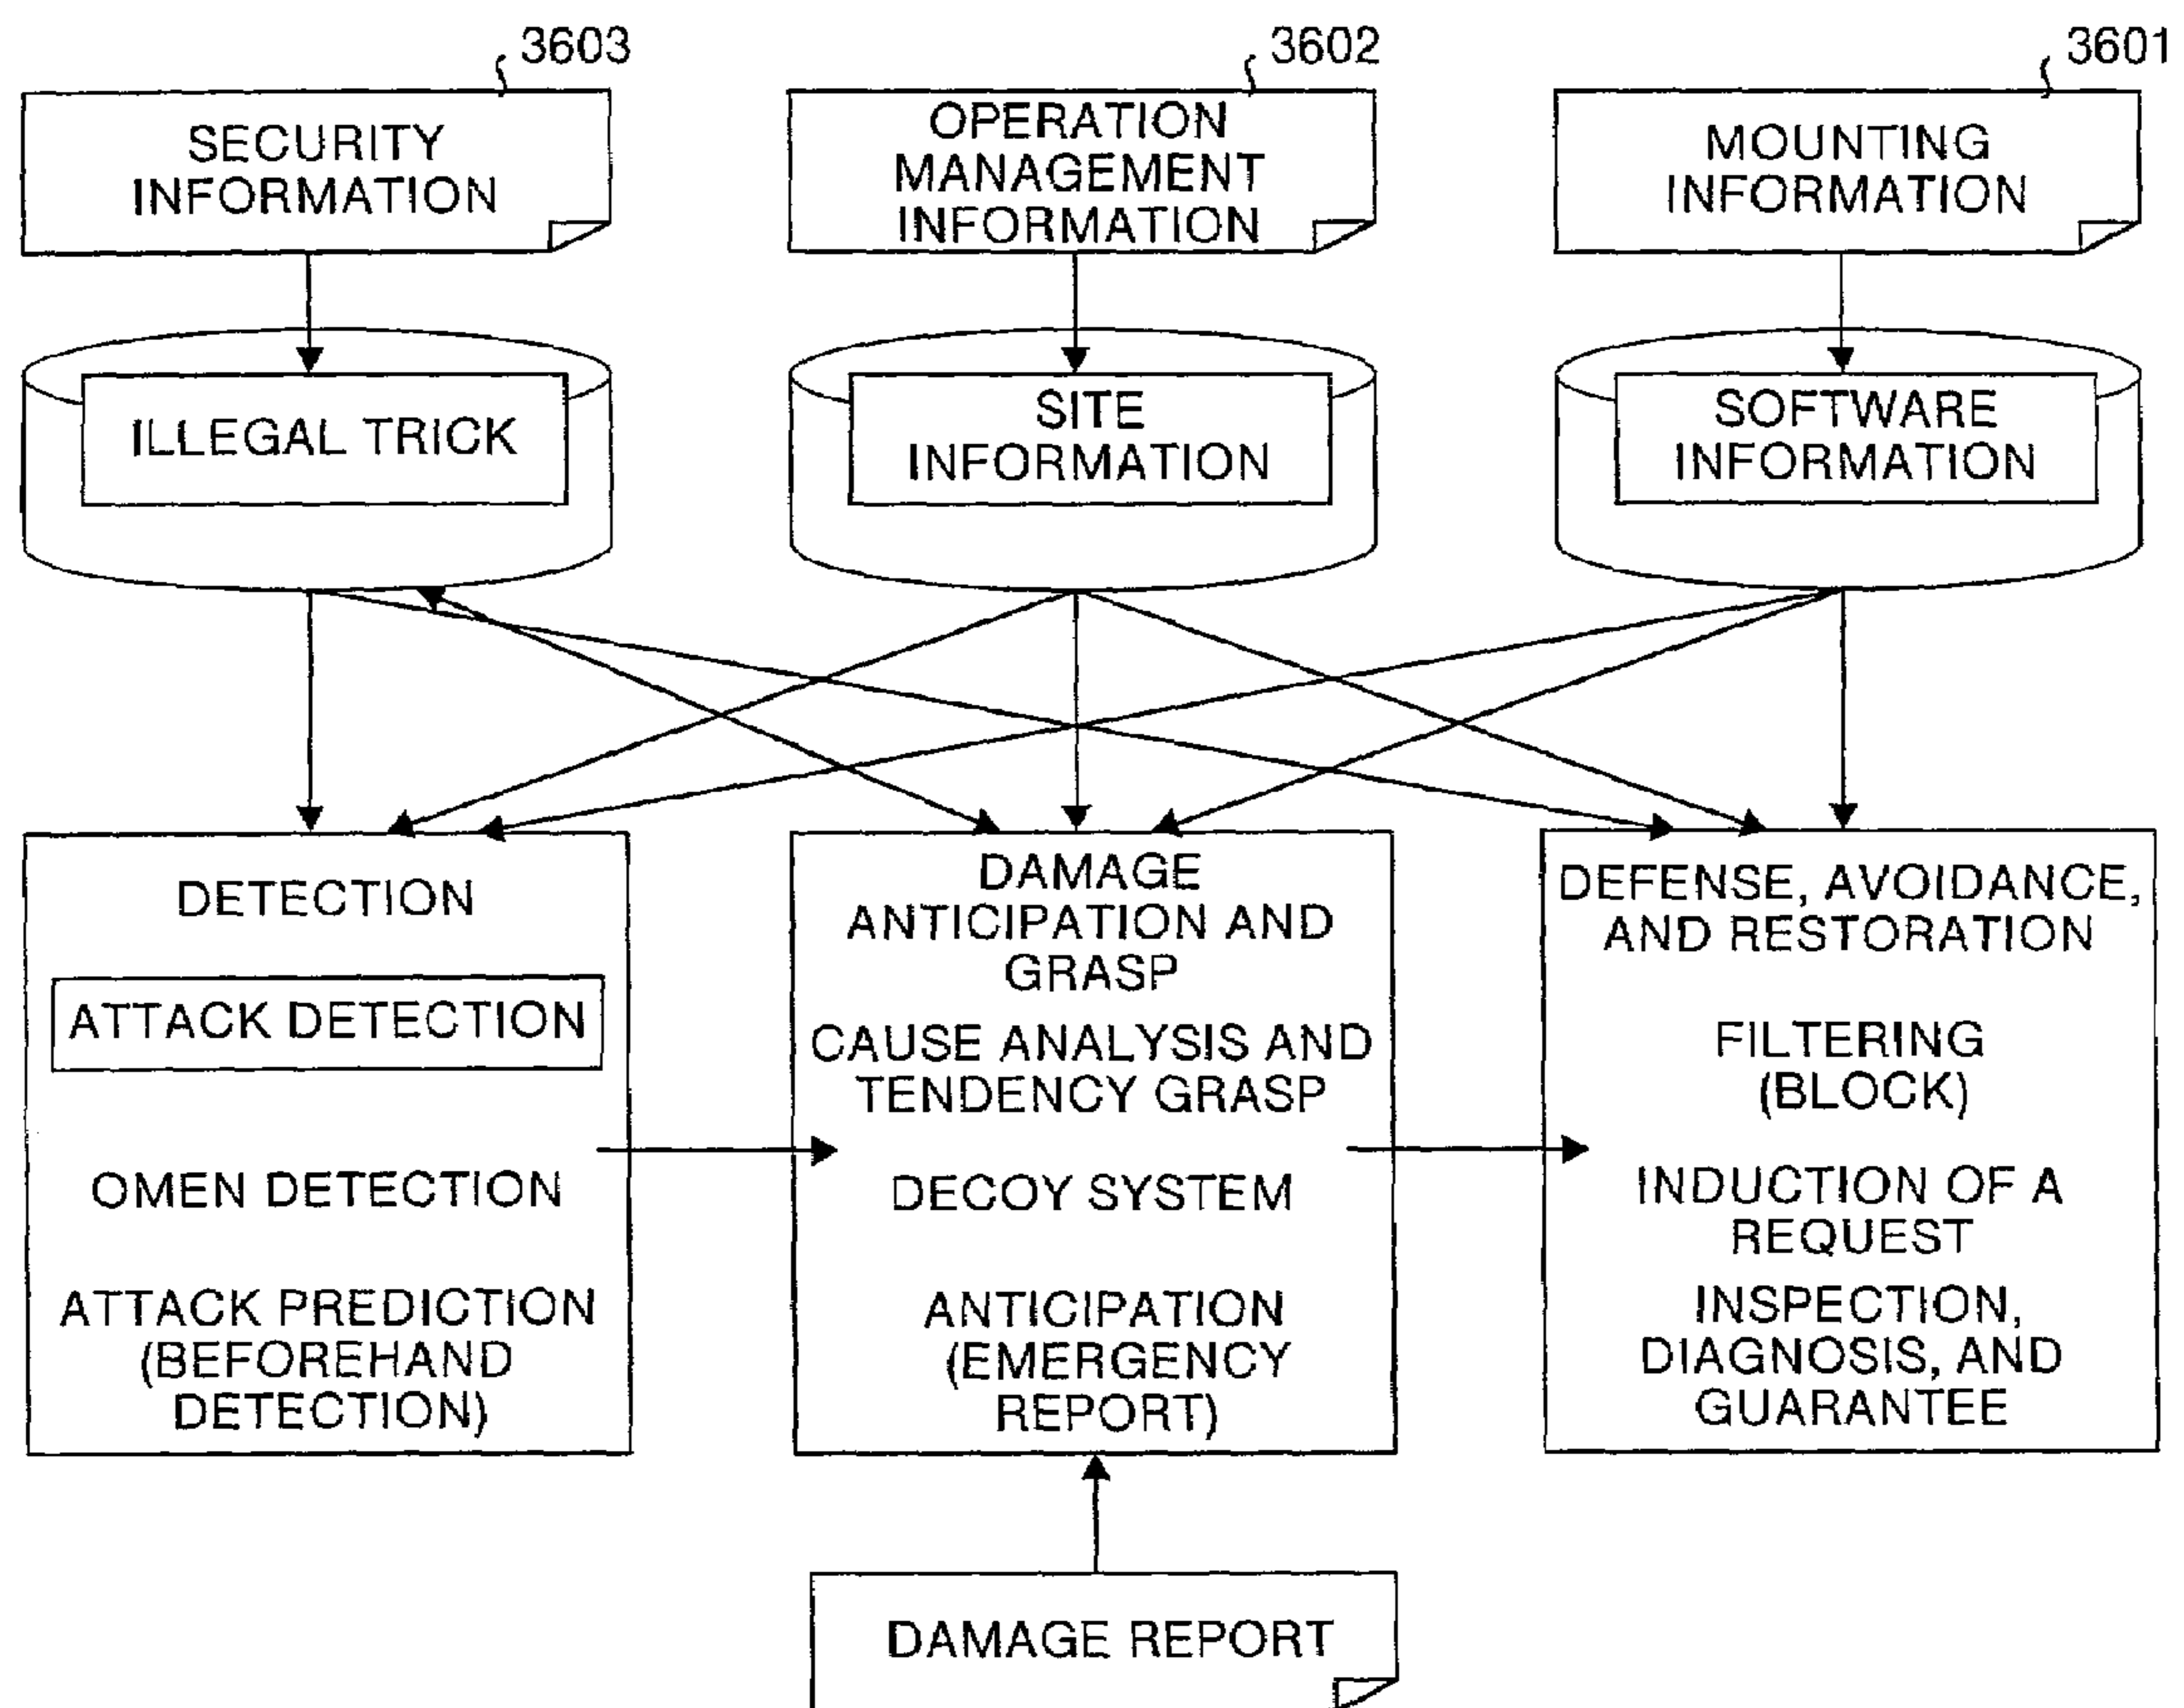 3603
3602
3601
SECURITY
INFORMATION
OPERATION
MANAGEMENT
INFORMATION
MOUNTING
INFORMATION
ILLEGAL TRICK
SITE
INFORMATION
SOFTWARE
INFORMATION
DETECTION
ATTACK DETECTION
OMEN DETECTION
ATTACK PREDICTION
(BEFOREHAND
DETECTION)
DAMAGE
ANTICIPATION AND
GRASP
CAUSE ANALYSIS AND
TENDENCY GRASP
DECOY SYSTEM
ANTICIPATION
(EMERGENCY
REPORT)
DEFENSE, AVOIDANCE,
AND RESTORATION
FILTERING
(BLOCK)
INDUCTION OF A
REQUEST
INSPECTION,
DIAGNOSIS, AND
GUARANTEE
DAMAGE REPORT